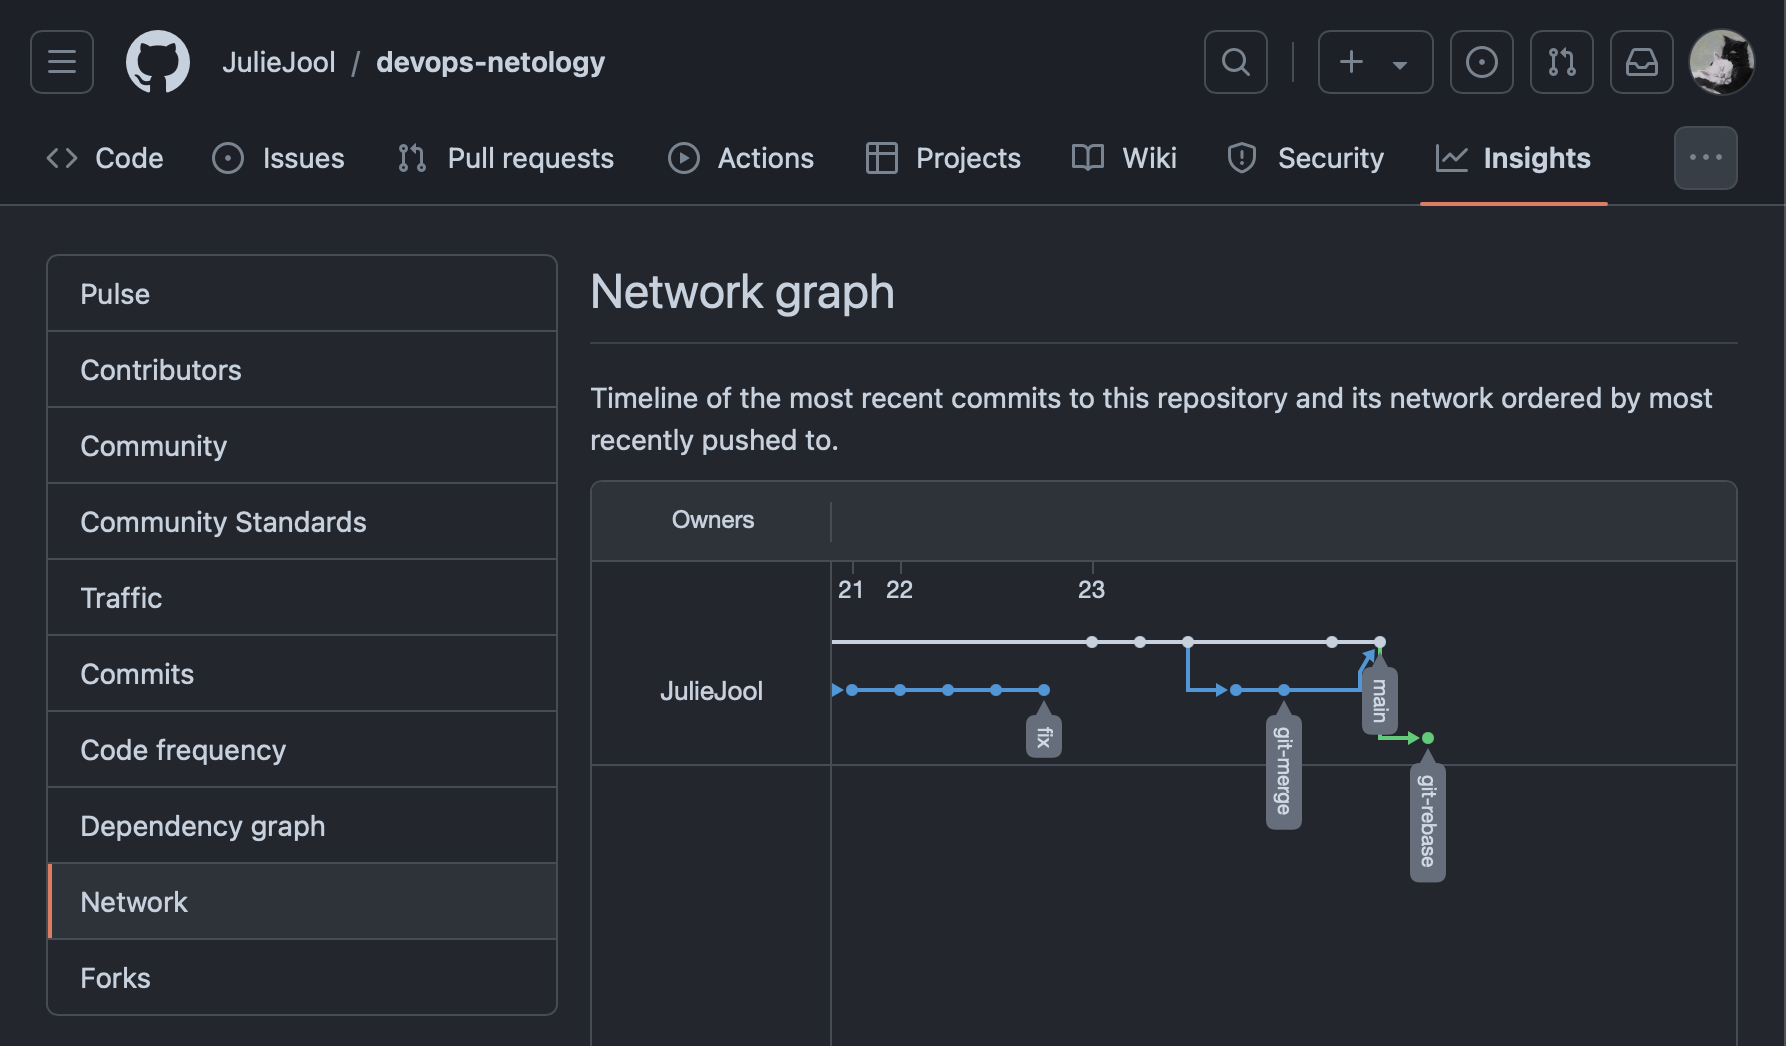 JulieJool / devops-netology
Code Issues Pull requests Actions Projects Wiki Security Insights
Pulse
Contributors
Community
Community Standards
Traffic
Commits
Code frequency
Dependency graph
Network
Forks
Network graph
Timeline of the most recent commits to this repository and its network ordered by most
recently pushed to.
Owners
21 22 23
JulieJool
fix
git-merge
main
git-rebase